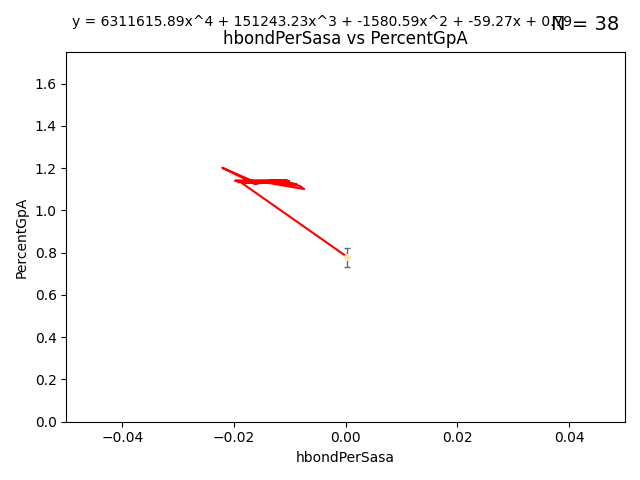 y = 6311615.89x^4 + 151243.23x^3 + -1580.59x^2 + -59.27x + 0.79
N = 38
hbondPerSasa vs PercentGpA
1.6
1.4
1.2
1.0
0.8
0.6
0.4
0.2
0.0
PercentGpA
−0.04
−0.02
0.00
0.02
0.04
hbondPerSasa